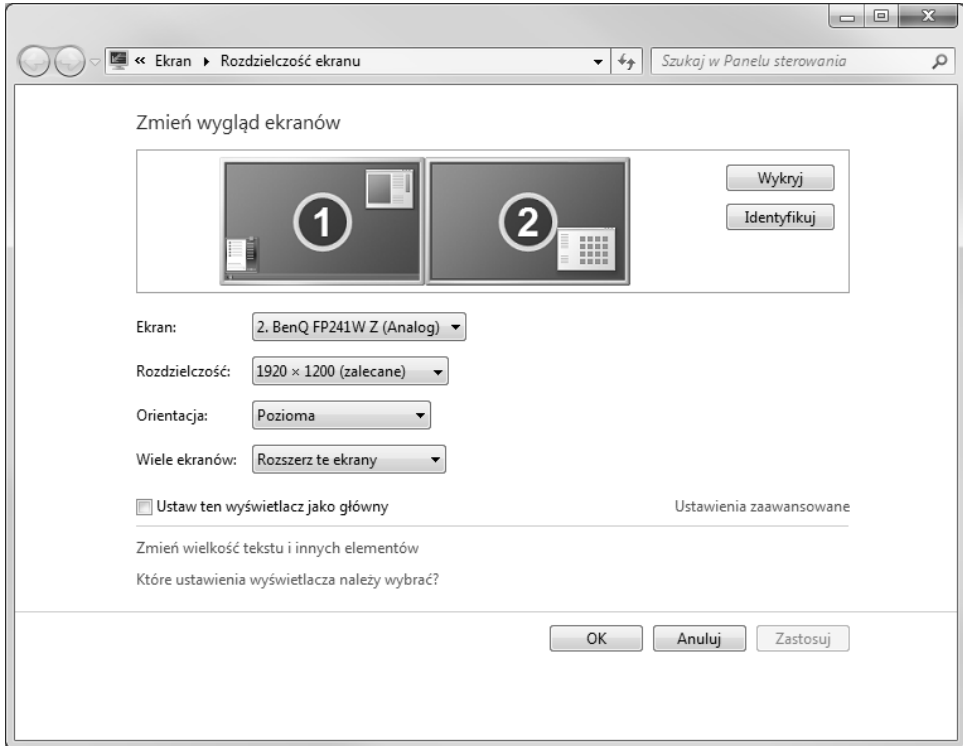 « Ekran ▸ Rozdzielczość ekranu
Szukaj w Panelu sterowania
Zmień wygląd ekranów
1
2
Wykryj
Identyfikuj
Ekran: 2. BenQ FP241W Z (Analog)
Rozdzielczość: 1920 × 1200 (zalecane)
Orientacja: Pozioma
Wiele ekranów: Rozszerz te ekrany
Ustaw ten wyświetlacz jako główny
Ustawienia zaawansowane
Zmień wielkość tekstu i innych elementów
Które ustawienia wyświetlacza należy wybrać?
OK
Anuluj
Zastosuj